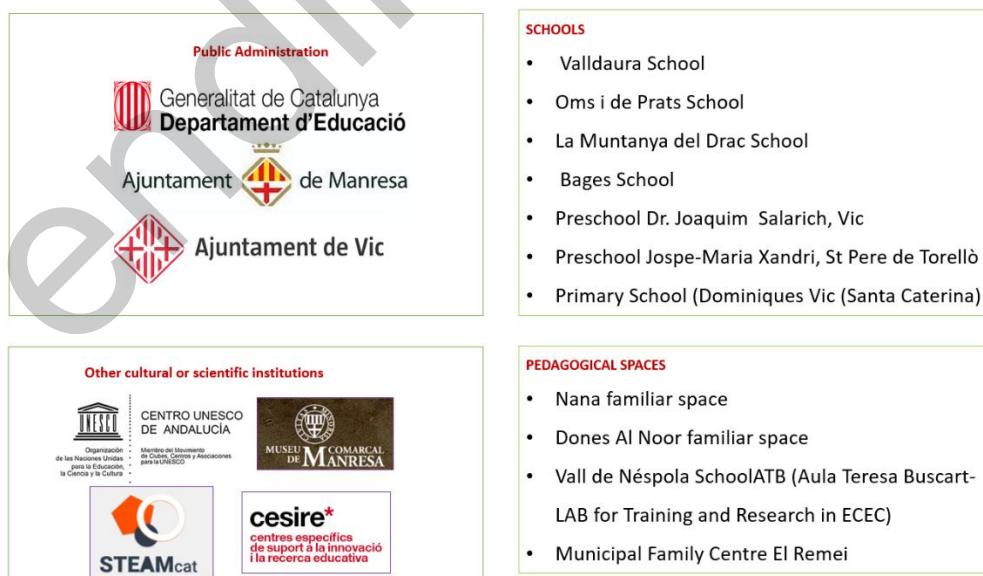 Public Administration
Generalitat de Catalunya
Departament d'Educació
Ajuntament de Manresa
Ajuntament de Vic
SCHOOLS
• Valldaura School
• Oms i de Prats School
• La Muntanya del Drac School
• Bages School
• Preschool Dr. Joaquim Salarich, Vic
• Preschool Jospe-Maria Xandri, St Pere de Torellò
• Primary School (Dominiques Vic (Santa Caterina)
Other cultural or scientific institutions
UNESCO
Organización
de las Naciones Unidas
para la Educación,
la Ciencia y la Cultura
CENTRO UNESCO
DE ANDALUCÍA
Miembro del Movimiento
de Clubes, Centros y Asociaciones
para la UNESCO
MUSEU COMARCAL
DE MANRESA
STEAMcat
cesire*
centres específics
de suport a la innovació
i la recerca educativa
PEDAGOGICAL SPACES
• Nana familiar space
• Dones Al Noor familiar space
• Vall de Néspola SchoolATB (Aula Teresa Buscart-
LAB for Training and Research in ECEC)
• Municipal Family Centre El Remei